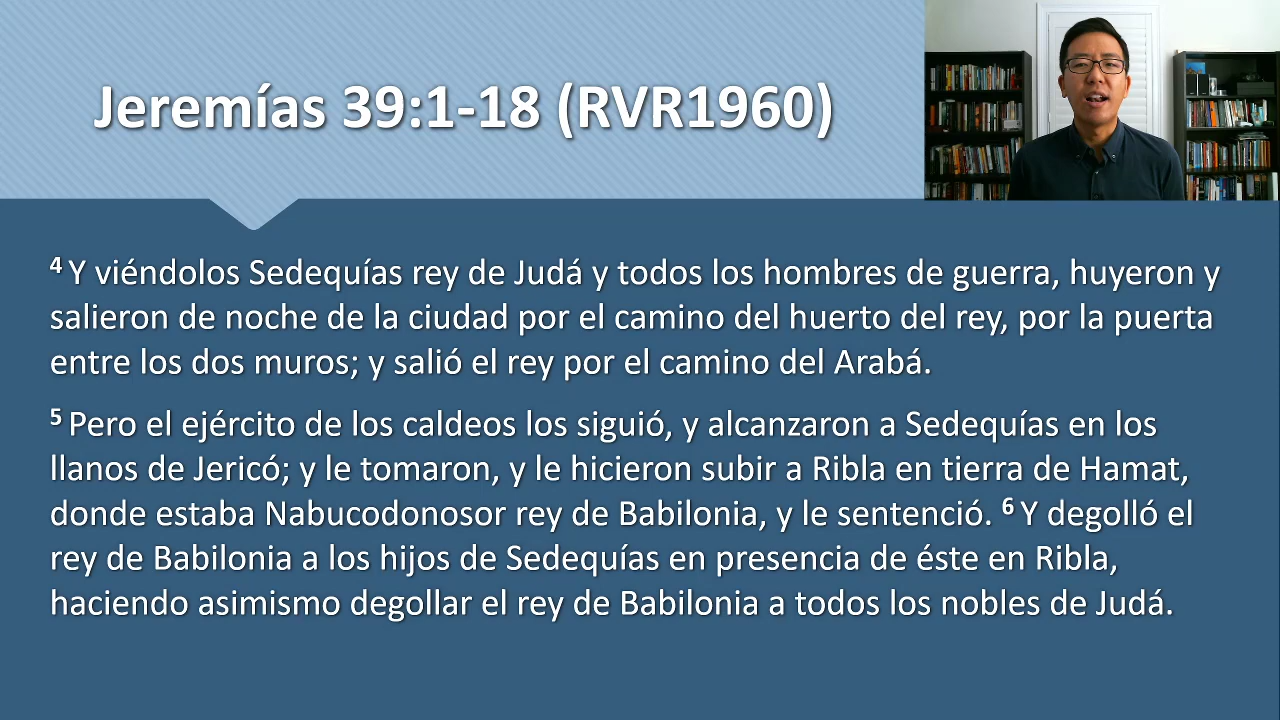 Jeremías 39:1-18 (RVR1960)
4 Y viéndolos Sedequías rey de Judá y todos los hombres de guerra, huyeron y
salieron de noche de la ciudad por el camino del huerto del rey, por la puerta
entre los dos muros; y salió el rey por el camino del Arabá.
5 Pero el ejército de los caldeos los siguió, y alcanzaron a Sedequías en los
llanos de Jericó; y le tomaron, y le hicieron subir a Ribla en tierra de Hamat,
donde estaba Nabucodonosor rey de Babilonia, y le sentenció. 6 Y degolló el
rey de Babilonia a los hijos de Sedequías en presencia de éste en Ribla,
haciendo asimismo degollar el rey de Babilonia a todos los nobles de Judá.